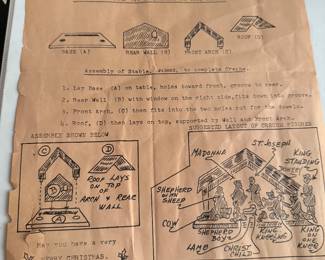 BASE (A)
REAR WALL (B)
FRONT ARCH (C)
ROOF (D)
Assembly of Stable, to complete Creche.
1. Lay Base (A) on table, holes toward front, groove to rear.
2. Rear Wall (B) with window on the right side, fits down into groove.
3. Front Arch (C) then fits into the two holes cut for the dowels.
4. Roof, (D) then lays on top, supported by Wall and Front Arch.
ASSEMBLED SHOWN BELOW
SUGGESTED LAYOUT OF CRECHE FIGURES
C
D
B
ROOF LAYS
ON TOP
OF
ARCH & REAR
WALL
A
MADONNA
ST. JOSEPH
KING
STANDING
SHEPHERD
WITH
SHEEP
COW
SHEPHERD
BOY
LAMB
CHRIST
CHILD
KING
KNEELING
KING
ON ONE
KNEE
MAY YOU HAVE A VERY
MERRY CHRISTMAS.